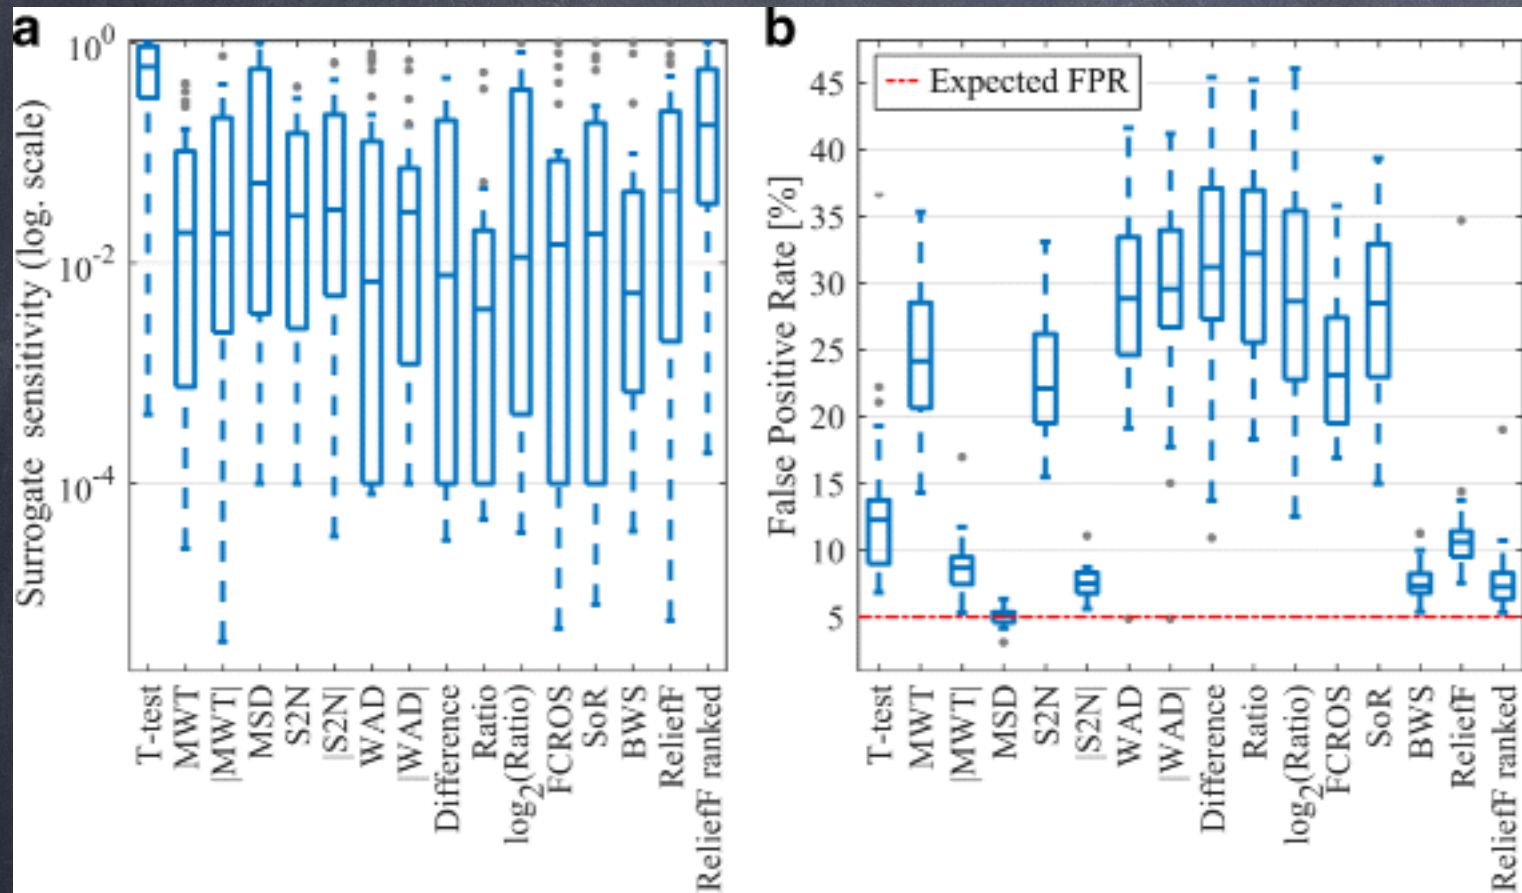 a
Surrogate sensitivity (log. scale)
10^0
10^-2
10^-4
T-test
MWT
|MWT|
MSD
S2N
|S2N|
WAD
|WAD|
Difference
Ratio
log2(Ratio)
FCROS
SoR
BWS
ReliefF
ReliefF ranked
b
False Positive Rate [%]
Expected FPR
45
40
35
30
25
20
15
10
5
T-test
MWT
|MWT|
MSD
S2N
|S2N|
WAD
|WAD|
Difference
Ratio
log2(Ratio)
FCROS
SoR
BWS
ReliefF
ReliefF ranked